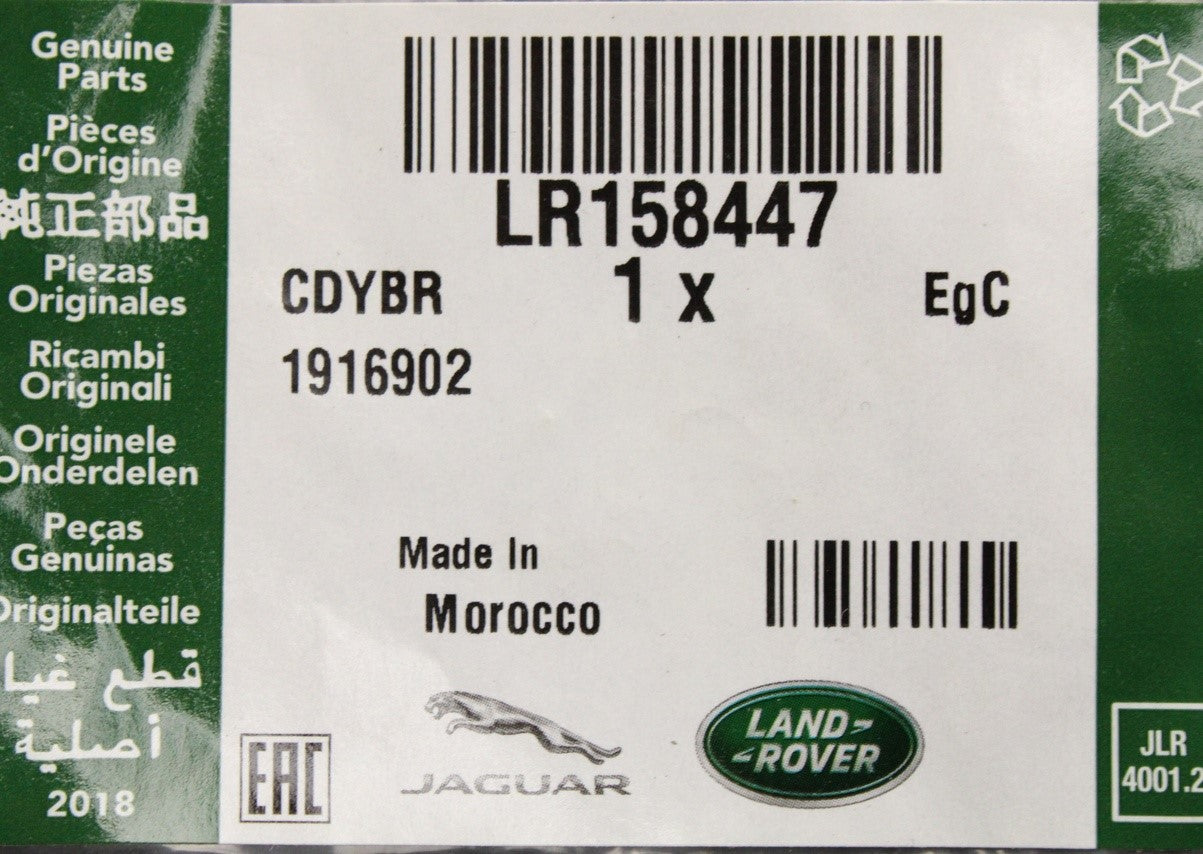 Genuine
Parts
Pièces
d'Origine
純正部品
Piezas
Originales
Ricambi
Originali
Originele
Onderdelen
Peças
Genuinas
Originalteile
قطع غيا
أصلية
2018
LR158447
CDYBR
1 x
EgC
1916902
Made In
Morocco
EAC
JAGUAR
LAND-
-ROVER
JLR
4001.2